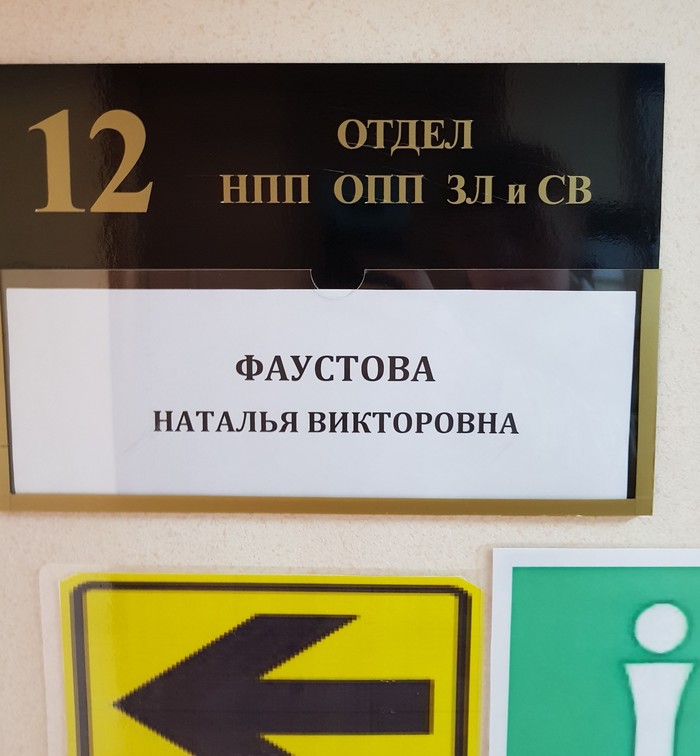 12
ОТДЕЛ
НПП ОПП ЗЛ и СВ
ФАУСТОВА
НАТАЛЬЯ ВИКТОРОВНА
i